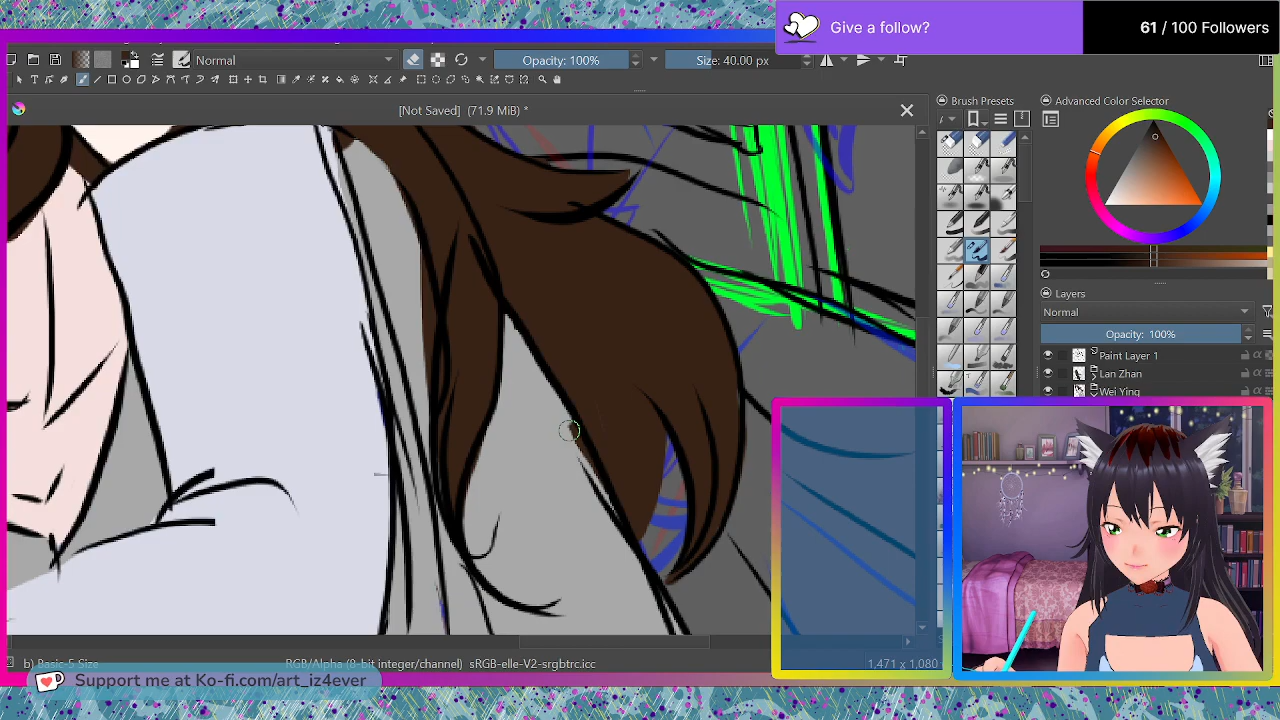 Give a follow?
61 / 100 Followers
Normal
Opacity: 100%
Size: 40.00 px
[Not Saved] (71.9 MiB) *
Brush Presets
Advanced Color Selector
Layers
Normal
Opacity: 100%
Paint Layer 1
Lan Zhan
Wei Ying
b) Basic-5 Size
RGB/Alpha (8-bit integer/channel) sRGB-elle-V2-srgbtrc.icc
1,471 x 1,080
Support me at Ko-fi.com/art_iz4ever